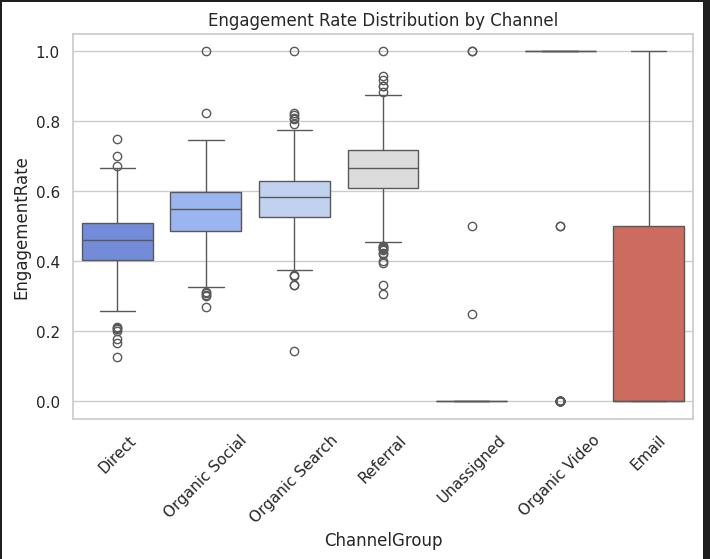 Engagement Rate Distribution by Channel
EngagementRate
1.0
0.8
0.6
0.4
0.2
0.0
Direct
Organic Social
Organic Search
Referral
Unassigned
Organic Video
Email
ChannelGroup